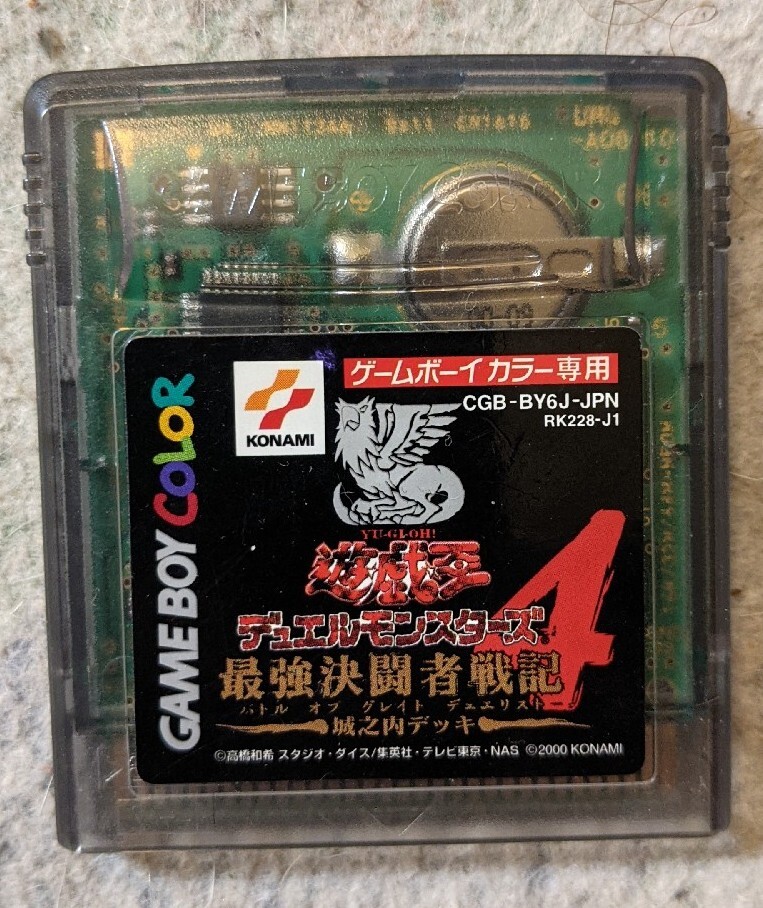 GAME BOY COLOR
KONAMI
ゲームボーイカラー専用
CGB-BY6J-JPN
RK228-J1
YU-GI-OH!
遊戯王
デュエルモンスターズ4
最強決闘者戦記
バトル オブ グレイト デュエリスト
城之内デッキ
©高橋和希 スタジオ・ダイス/集英社・テレビ東京・NAS ©2000 KONAMI